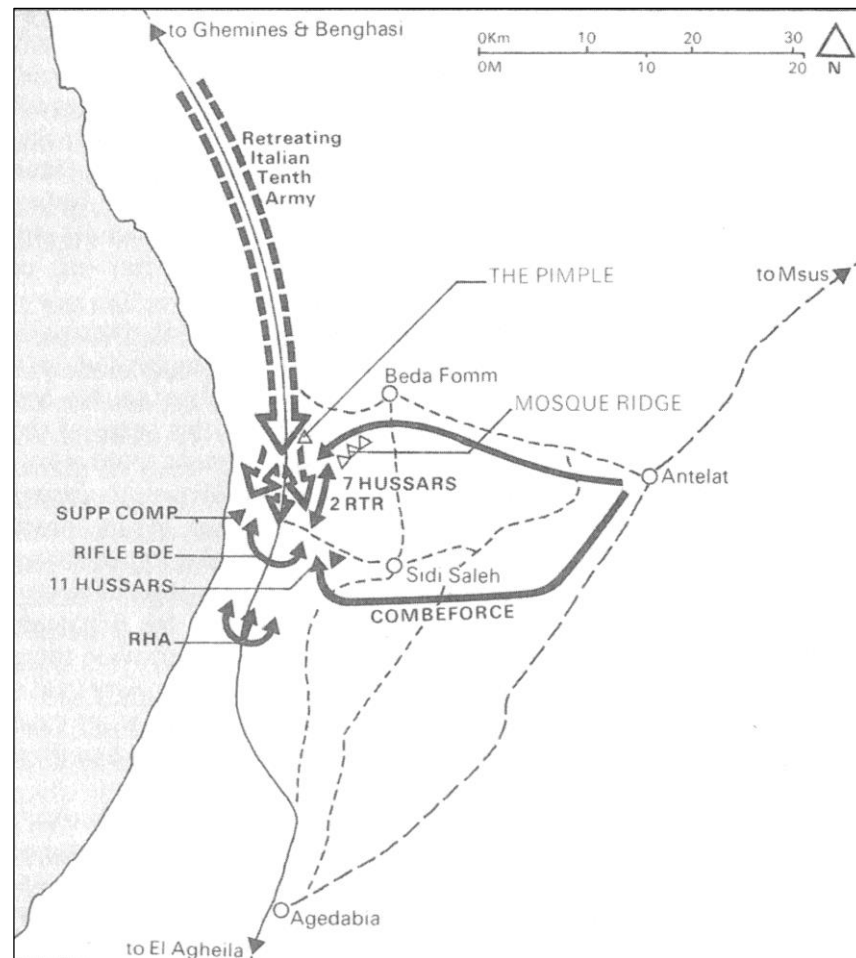 to Ghemines & Benghasi
0Km 10 20 30
0M 10 20
N
Retreating
Italian
Tenth
Army
THE PIMPLE
to Msus
Beda Fomm
MOSQUE RIDGE
7 HUSSARS
2 RTR
Antelat
SUPP COMP
RIFLE BDE
11 HUSSARS
Sidi Saleh
COMBEFORCE
RHA
Agedabia
to El Agheila